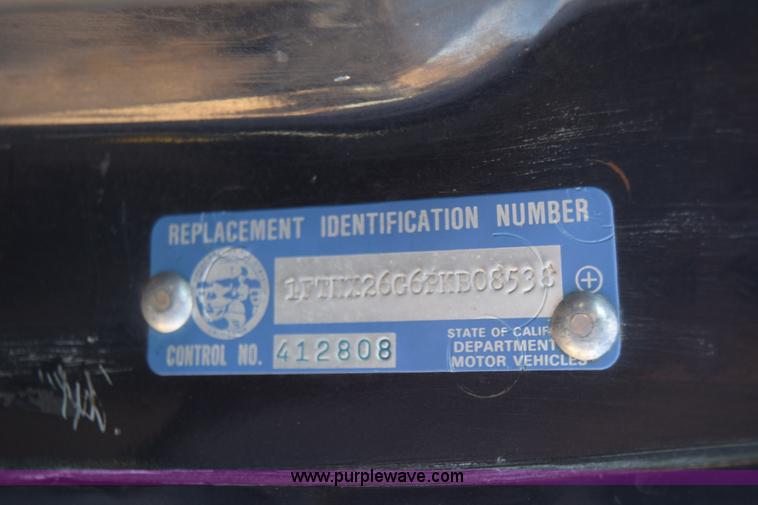 REPLACEMENT IDENTIFICATION NUMBER
1FTHX26G6PKB08538
CONTROL NO. 412808
STATE OF CALIF
DEPARTMENT
MOTOR VEHICLES
www.purplewave.com